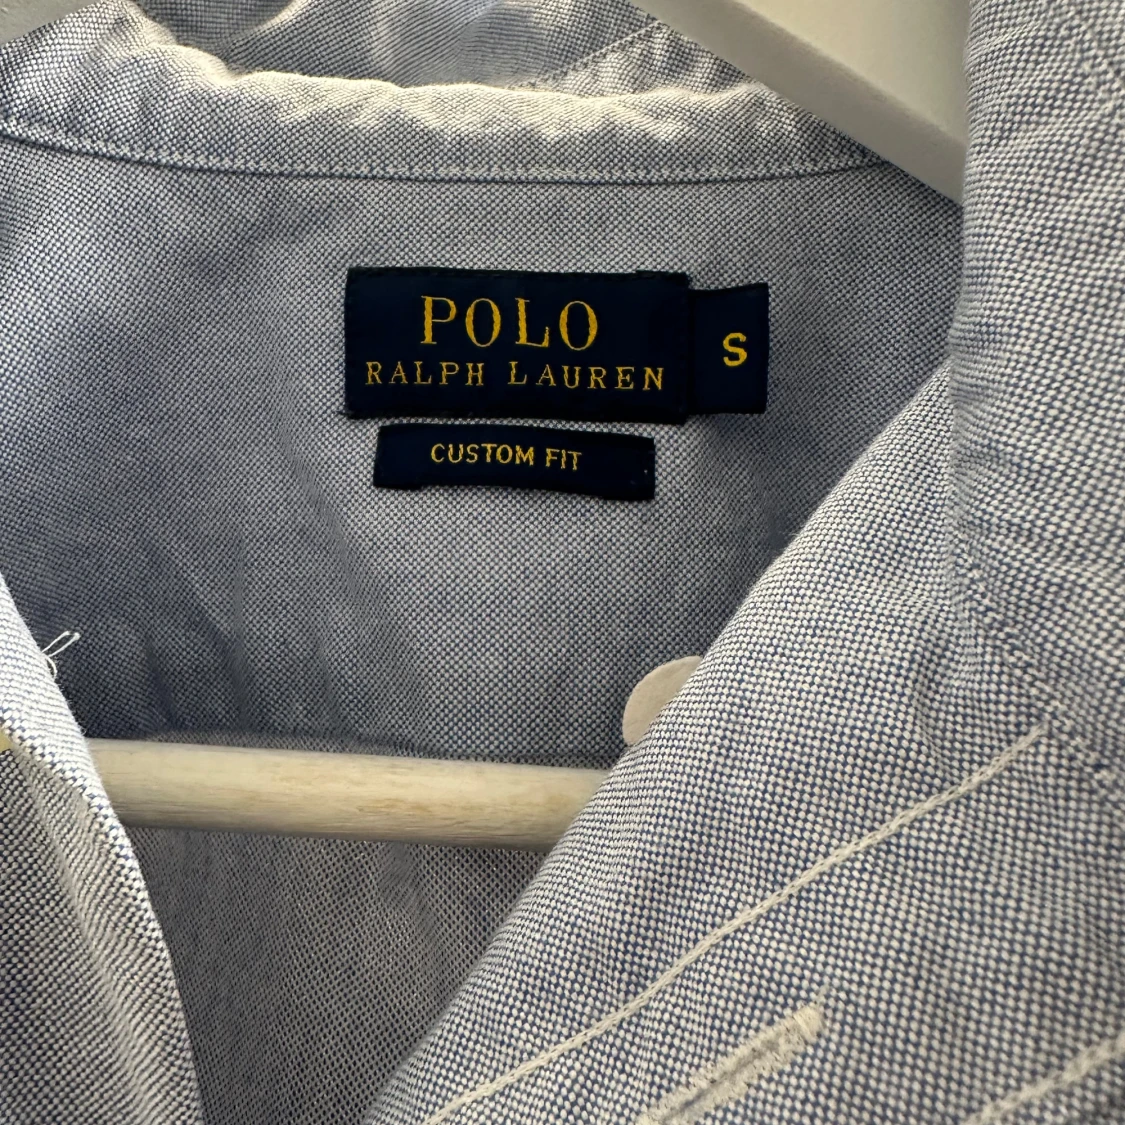 POLO
RALPH LAUREN
S
CUSTOM FIT